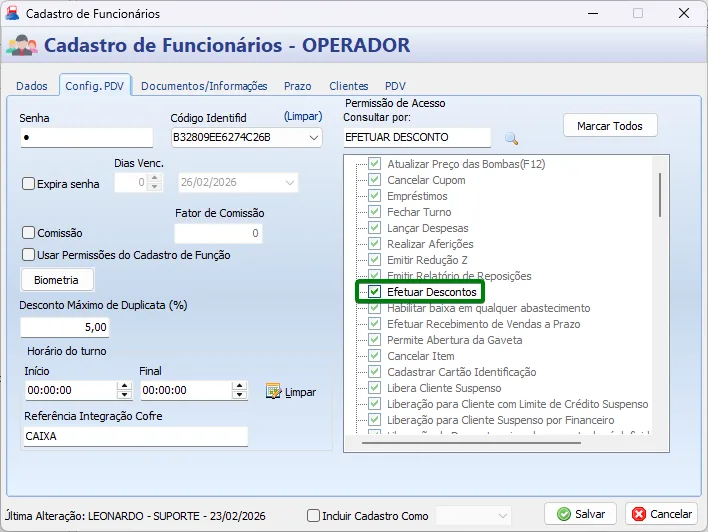 Cadastro de Funcionários
Cadastro de Funcionários - OPERADOR
Dados Config. PDV Documentos/Informações Prazo Clientes PDV
Senha
Código Identifid (Limpar)
B32809EE6274C26B
Dias Venc.
Expira senha 0 26/02/2026
Fator de Comissão
Comissão 0
Usar Permissões do Cadastro de Função
Biometria
Desconto Máximo de Duplicata (%)
5,00
Horário do turno
Início Final
00:00:00 00:00:00 Limpar
Referência Integração Cofre
CAIXA
Permissão de Acesso
Consultar por:
EFETUAR DESCONTO
Marcar Todos
Atualizar Preço das Bombas(F12)
Cancelar Cupom
Empréstimos
Fechar Turno
Lançar Despesas
Realizar Aferições
Emitir Redução Z
Emitir Relatório de Reposições
Efetuar Descontos
Habilitar baixa em qualquer abastecimento
Efetuar Recebimento de Vendas a Prazo
Permite Abertura da Gaveta
Cancelar Item
Cadastrar Cartão Identificação
Libera Cliente Suspenso
Liberação para Cliente com Limite de Crédito Suspenso
Liberação para Cliente Suspenso por Financeiro
Última Alteração: LEONARDO - SUPORTE - 23/02/2026
Incluir Cadastro Como
Salvar
Cancelar